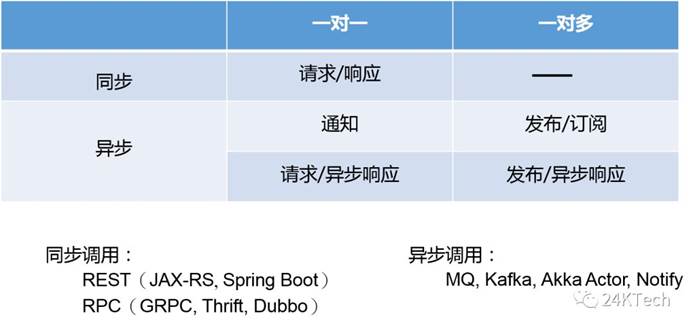 一对一 一对多
同步 请求/响应 ——
异步 通知 发布/订阅
请求/异步响应 发布/异步响应
同步调用：
REST（JAX-RS, Spring Boot）
RPC（GRPC, Thrift, Dubbo）
异步调用：
MQ, Kafka, Akka Actor, Notify
24KTech